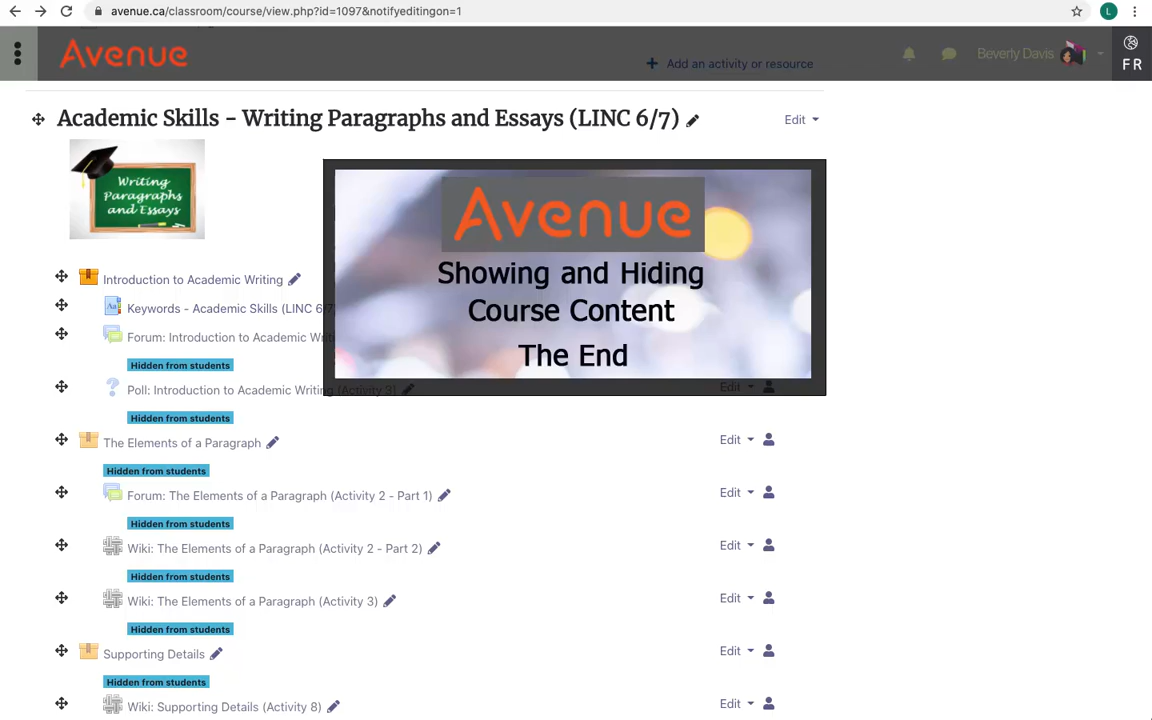 avenue.ca/classroom/course/view.php?id=1097&notifyeditingon=1
L
Avenue
Add an activity or resource
Beverly Davis
FR
Academic Skills - Writing Paragraphs and Essays (LINC 6/7)
Edit
Writing
Paragraphs
and Essays
Avenue
Showing and Hiding
Course Content
The End
Introduction to Academic Writing
Keywords - Academic Skills (LINC 6/7
Forum: Introduction to Academic Writi
Hidden from students
Poll: Introduction to Academic Writing (Activity 3)
Edit
Hidden from students
The Elements of a Paragraph
Edit
Hidden from students
Forum: The Elements of a Paragraph (Activity 2 - Part 1)
Edit
Hidden from students
Wiki: The Elements of a Paragraph (Activity 2 - Part 2)
Edit
Hidden from students
Wiki: The Elements of a Paragraph (Activity 3)
Edit
Hidden from students
Supporting Details
Edit
Hidden from students
Wiki: Supporting Details (Activity 8)
Edit